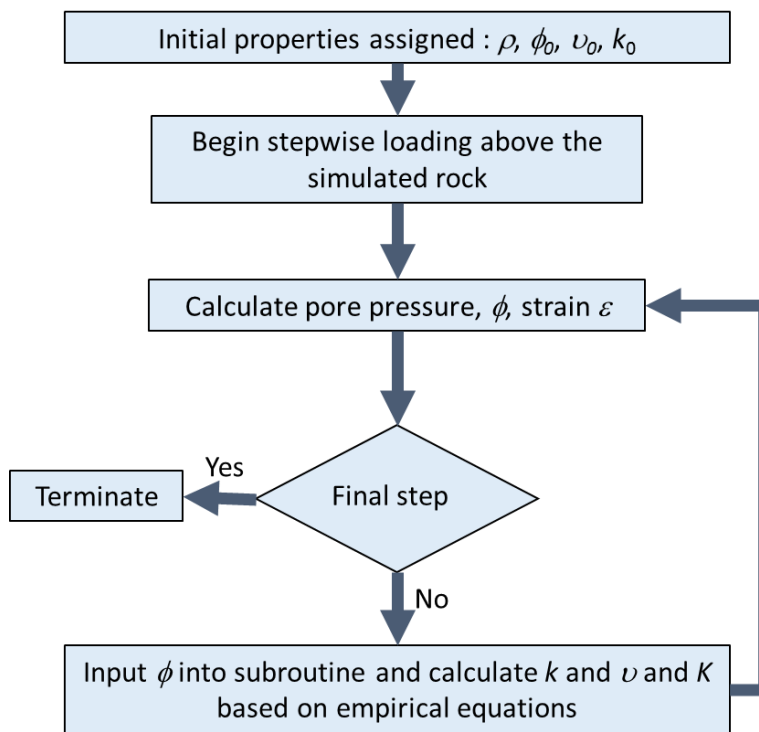 Initial properties assigned : ρ, ϕ₀, υ₀, k₀
Begin stepwise loading above the
simulated rock
Calculate pore pressure, ϕ, strain ε
Yes
Terminate
Final step
No
Input ϕ into subroutine and calculate k and υ and K
based on empirical equations